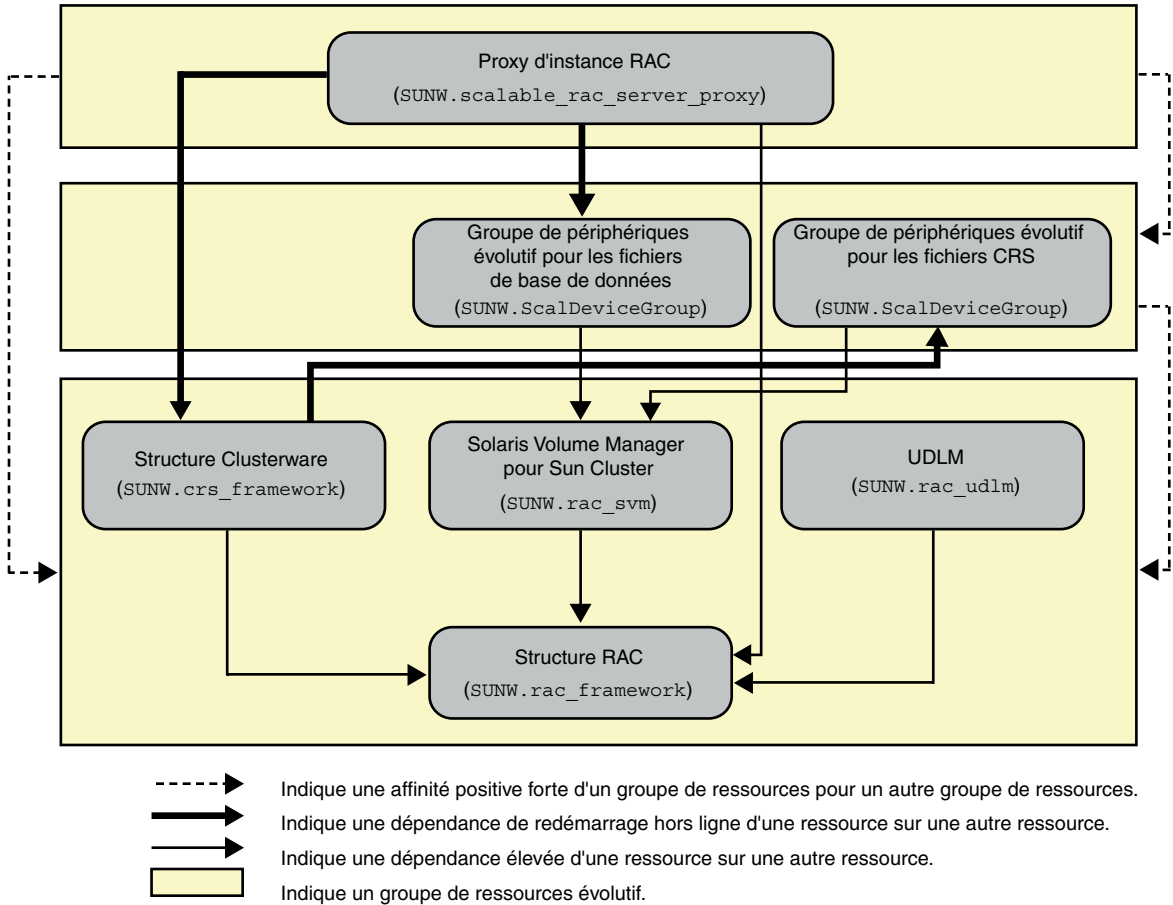 Proxy d'instance RAC
(SUNW.scalable_rac_server_proxy)
Groupe de périphériques
évolutif pour les fichiers
de base de données
(SUNW.ScalDeviceGroup)
Groupe de périphériques évolutif
pour les fichiers CRS
(SUNW.ScalDeviceGroup)
Structure Clusterware
(SUNW.crs_framework)
Solaris Volume Manager
pour Sun Cluster
(SUNW.rac_svm)
UDLM
(SUNW.rac_udlm)
Structure RAC
(SUNW.rac_framework)
Indique une affinité positive forte d'un groupe de ressources pour un autre groupe de ressources.
Indique une dépendance de redémarrage hors ligne d'une ressource sur une autre ressource.
Indique une dépendance élevée d'une ressource sur une autre ressource.
Indique un groupe de ressources évolutif.